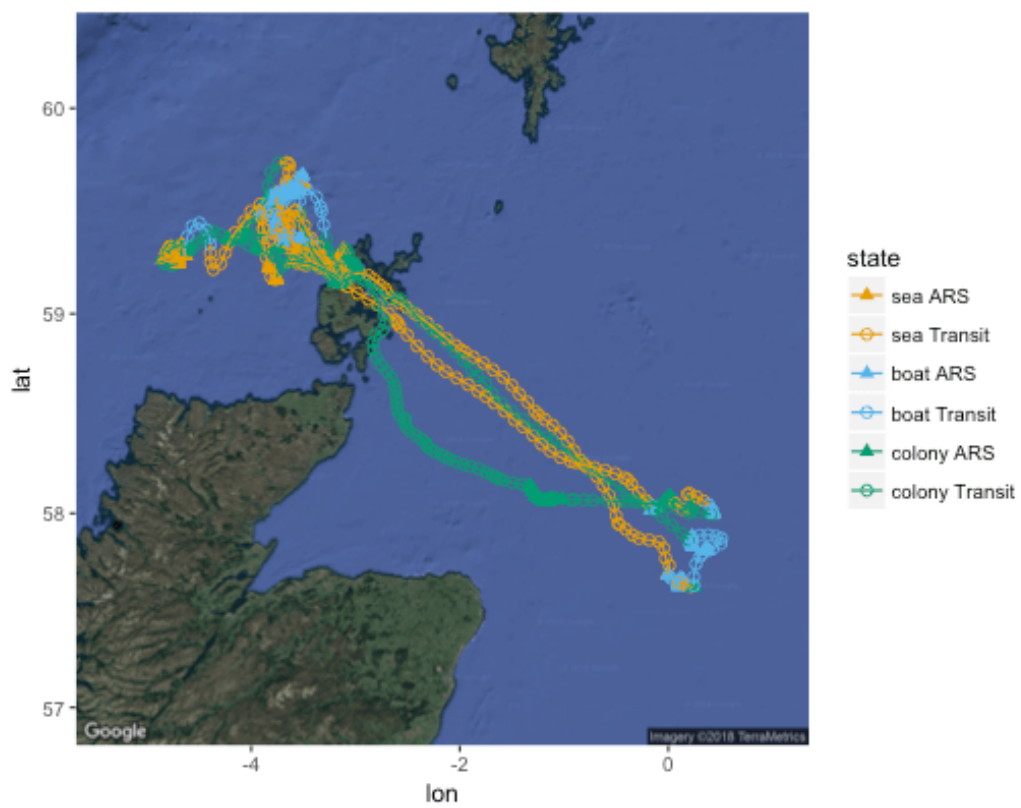 60
59
58
57
lat
-4
-2
0
lon
Google
Imagery ©2018 TerraMetrics
state
sea ARS
sea Transit
boat ARS
boat Transit
colony ARS
colony Transit